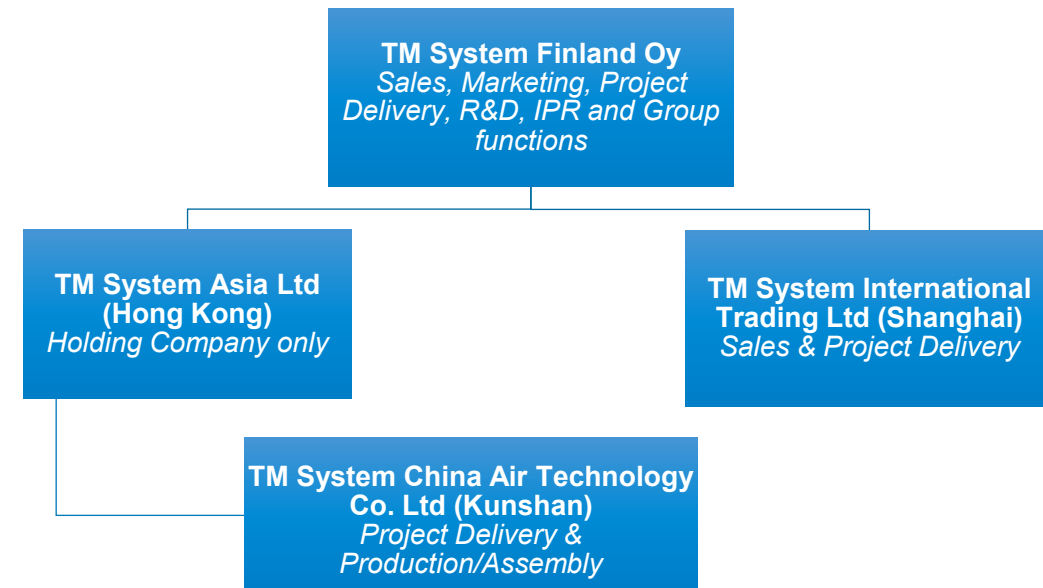 TM System Finland Oy
Sales, Marketing, Project
Delivery, R&D, IPR and Group
functions
TM System Asia Ltd
(Hong Kong)
Holding Company only
TM System International
Trading Ltd (Shanghai)
Sales & Project Delivery
TM System China Air Technology
Co. Ltd (Kunshan)
Project Delivery &
Production/Assembly